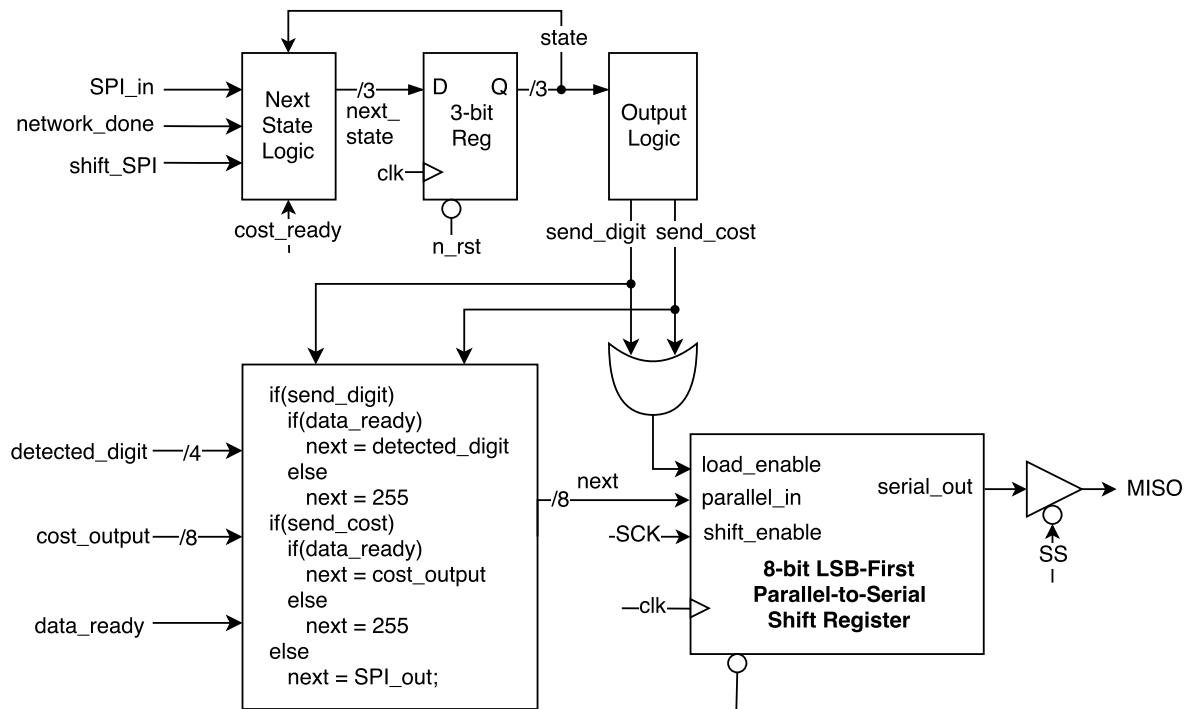 state
SPI_in
network_done
shift_SPI
Next
State
Logic
/3
next_
state
D
Q
3-bit
Reg
clk
/3
Output
Logic
cost_ready
n_rst
send_digit
send_cost
if(send_digit)
if(data_ready)
next = detected_digit
else
next = 255
if(send_cost)
if(data_ready)
next = cost_output
else
next = 255
else
next = SPI_out;
detected_digit
/4
cost_output
/8
data_ready
/8
next
load_enable
parallel_in
-SCK
shift_enable
serial_out
8-bit LSB-First
Parallel-to-Serial
Shift Register
clk
MISO
SS